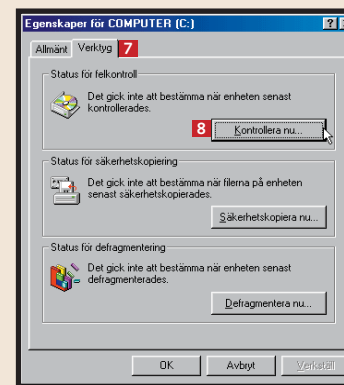 Egenskaper för COMPUTER (C:)
Allmänt Verktyg 7
Status för felkontroll
Det gick inte att bestämma när enheten senast
kontrollerades.
8 Kontrollera nu...
Status för säkerhetskopiering
Det gick inte att bestämma när filerna på enheten
senast säkerhetskopierades.
Säkerhetskopiera nu...
Status för defragmentering
Det gick inte att bestämma när enheten senast
defragmenterades.
Defragmentera nu...
OK Avbryt Verkställ